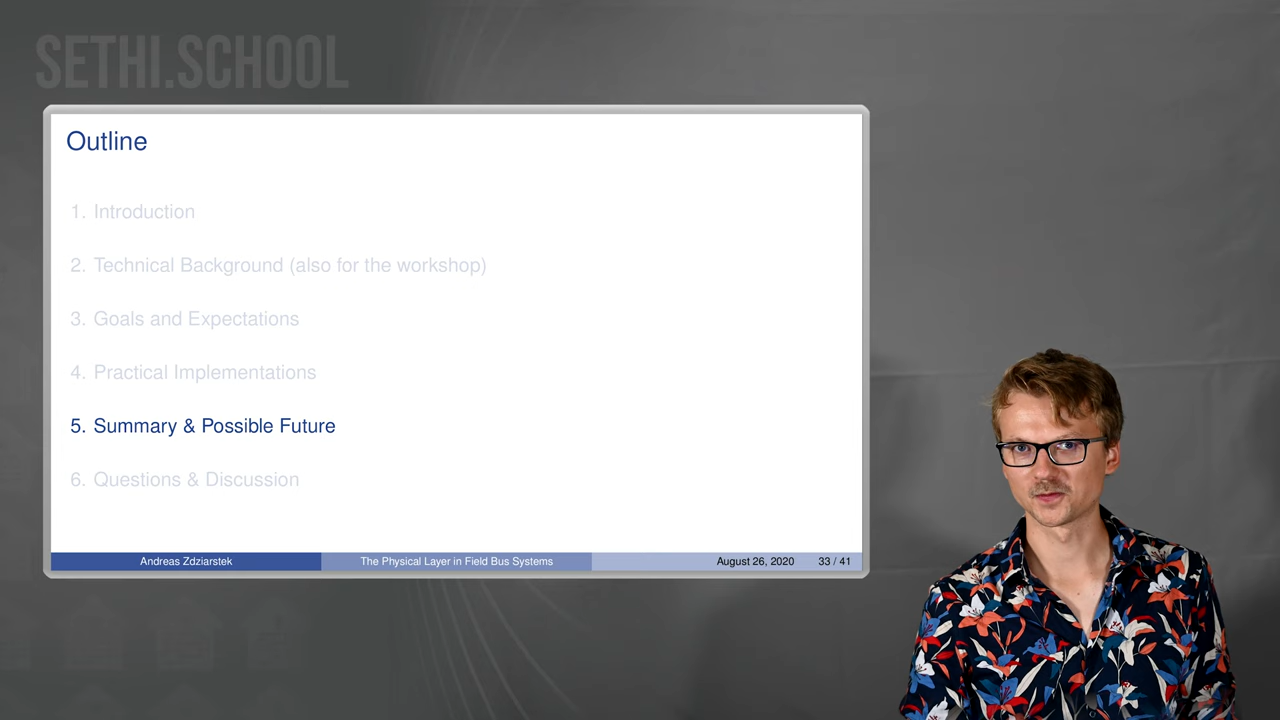 SETHI.SCHOOL
Outline
1. Introduction
2. Technical Background (also for the workshop)
3. Goals and Expectations
4. Practical Implementations
5. Summary & Possible Future
6. Questions & Discussion
Andreas Zdziarstek The Physical Layer in Field Bus Systems August 26, 2020 33 / 41